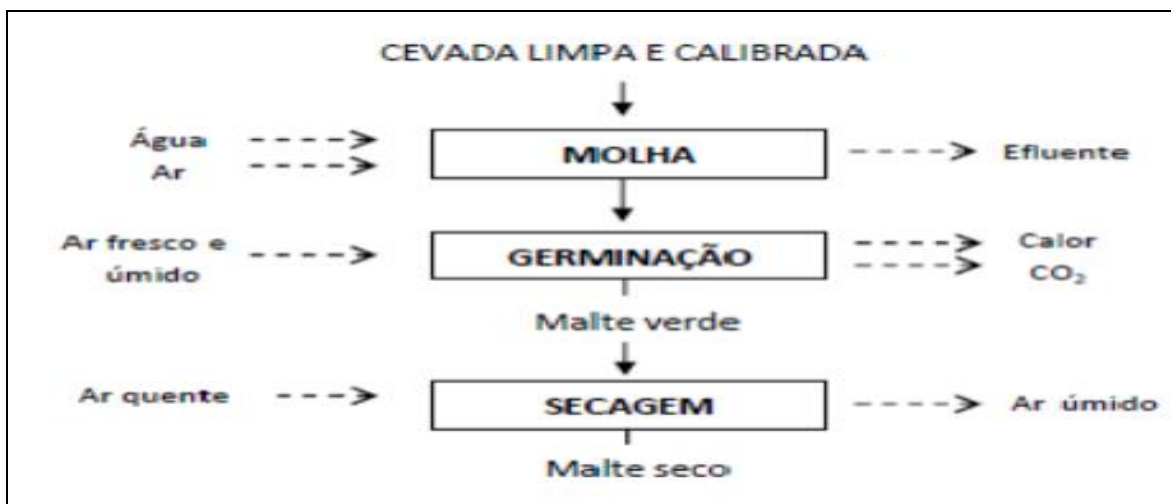 CEVADA LIMPA E CALIBRADA
Água
Ar
MOLHA
Efluente
Ar fresco e
úmido
GERMINAÇÃO
Calor
CO₂
Malte verde
Ar quente
SECAGEM
Ar úmido
Malte seco